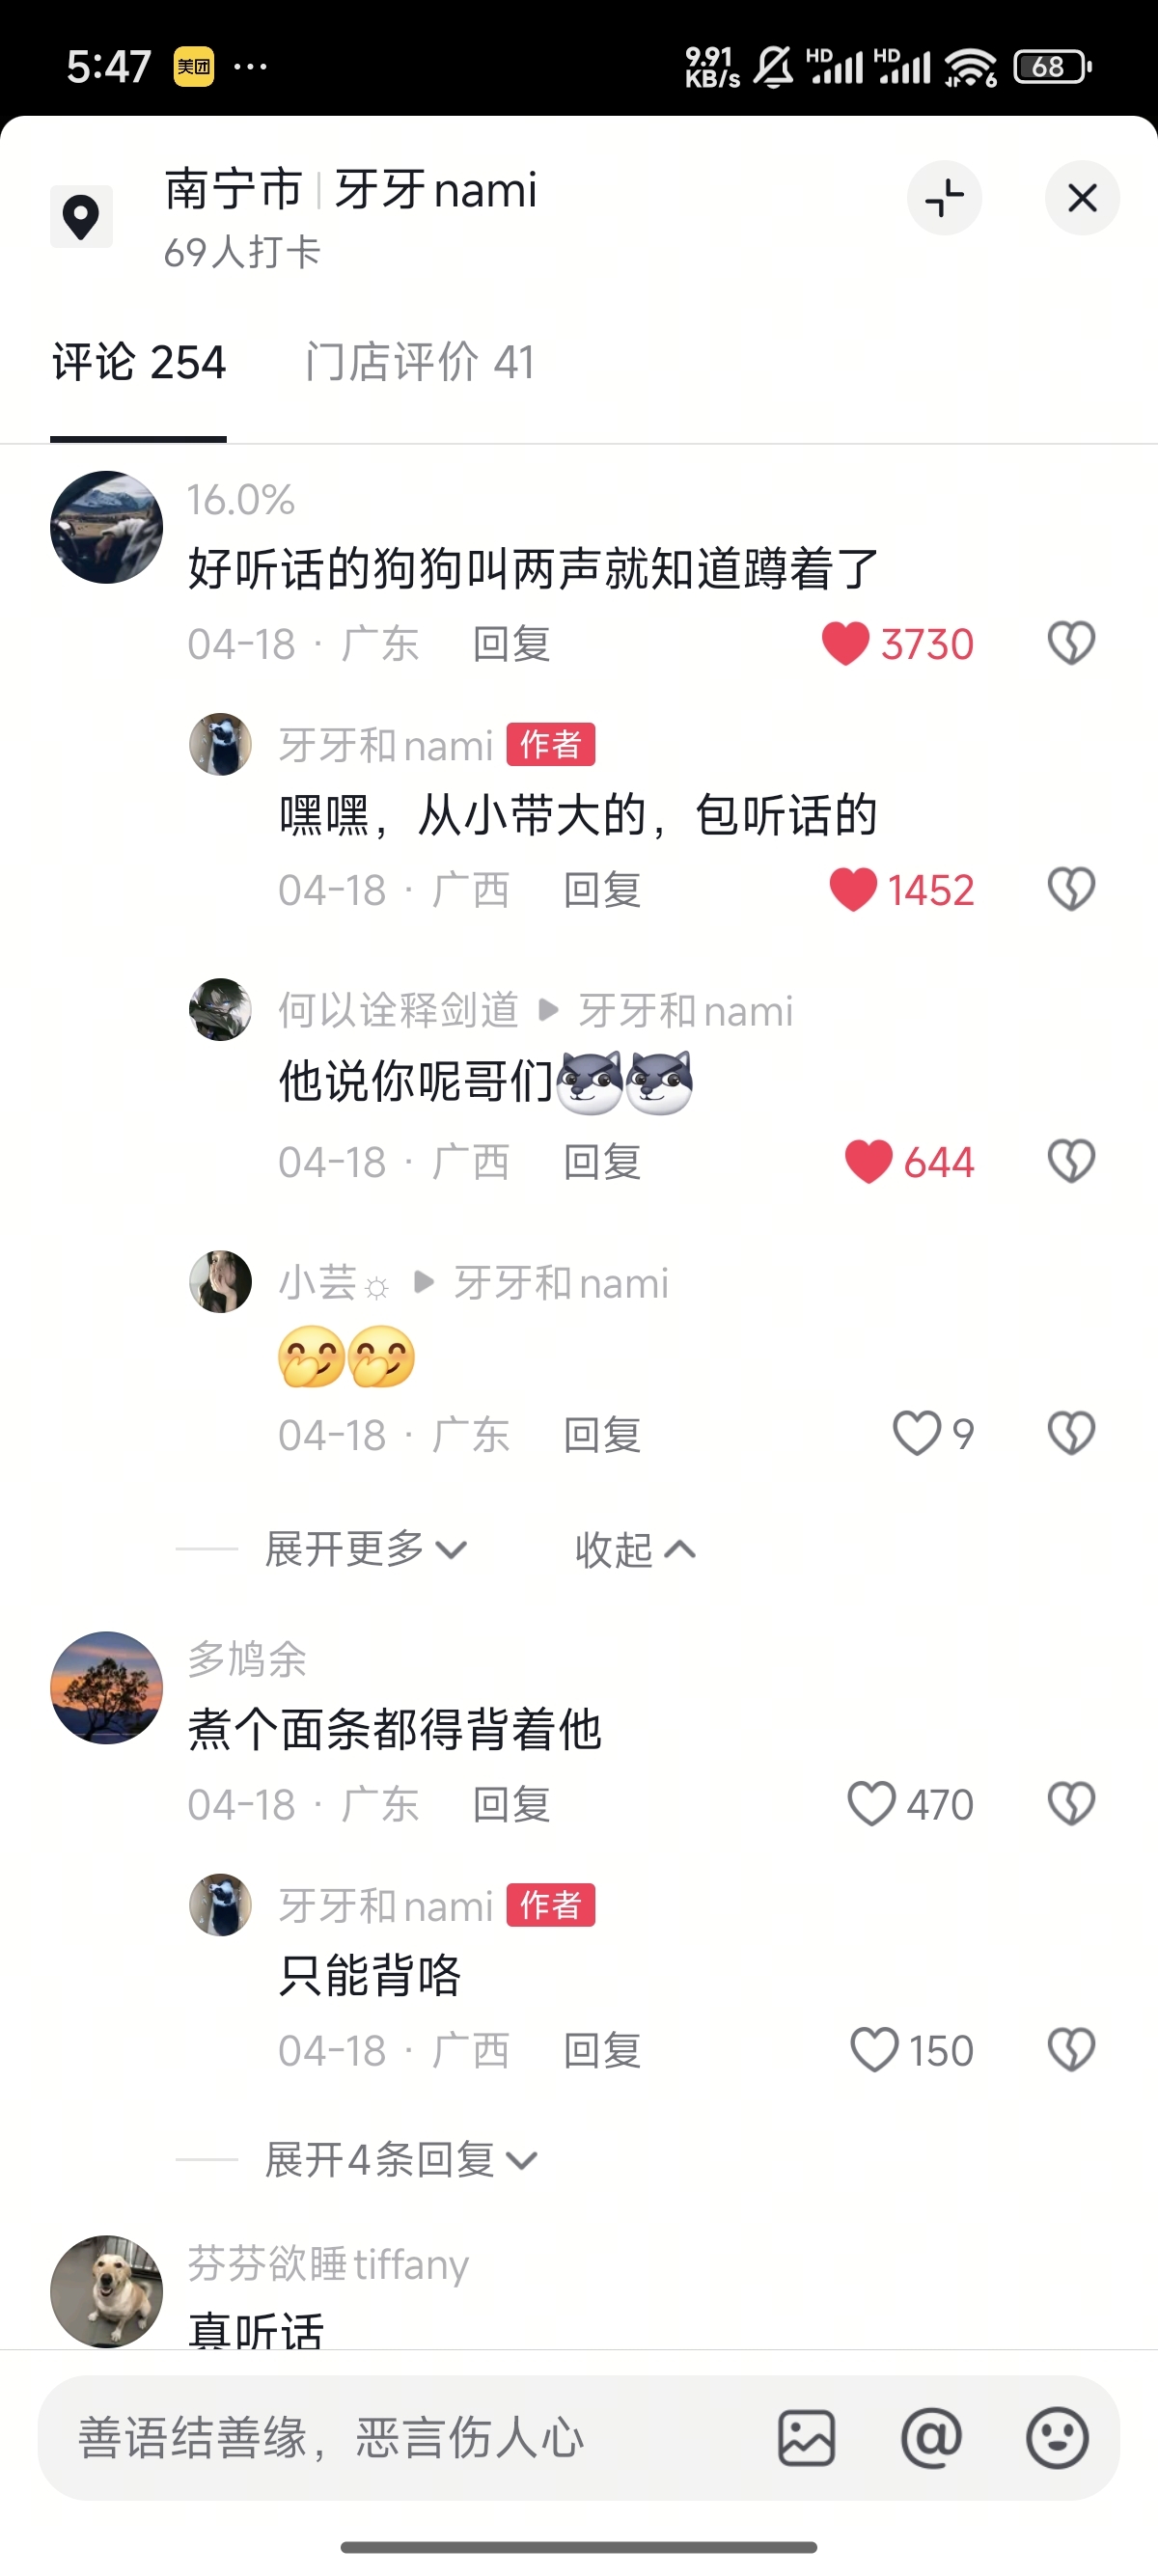 5:47 美团 ...
9.91 KB/s HD HD 6 68
南宁市 | 牙牙nami
69人打卡
评论 254 门店评价 41
16.0%
好听话的狗狗叫两声就知道蹲着了
04-18 · 广东 回复 3730
牙牙和nami 作者
嘿嘿，从小带大的，包听话的
04-18 · 广西 回复 1452
何以诠释剑道 ▶ 牙牙和nami
他说你呢哥们
04-18 · 广西 回复 644
小芸☼ ▶ 牙牙和nami
🤭🤭
04-18 · 广东 回复 9
展开更多 收起
多鸠余
煮个面条都得背着他
04-18 · 广东 回复 470
牙牙和nami 作者
只能背咯
04-18 · 广西 回复 150
展开4条回复
芬芬欲睡tiffany
真听话
善语结善缘，恶言伤人心 @